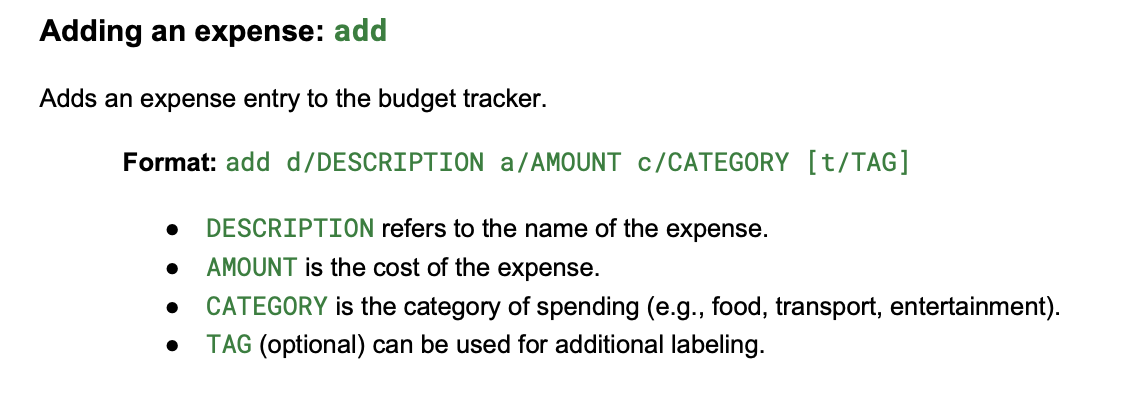 Adding an expense: add
Adds an expense entry to the budget tracker.
Format: add d/DESCRIPTION a/AMOUNT c/CATEGORY [t/TAG]
● DESCRIPTION refers to the name of the expense.
● AMOUNT is the cost of the expense.
● CATEGORY is the category of spending (e.g., food, transport, entertainment).
● TAG (optional) can be used for additional labeling.